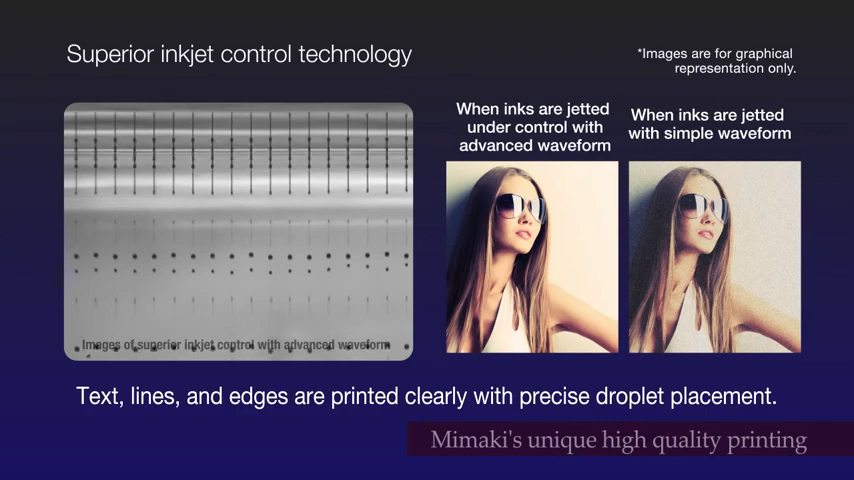 Superior inkjet control technology
*Images are for graphical
representation only.
When inks are jetted
under control with
advanced waveform
When inks are jetted
with simple waveform
Images of superior inkjet control with advanced waveform
Text, lines, and edges are printed clearly with precise droplet placement.
Mimaki's unique high quality printing